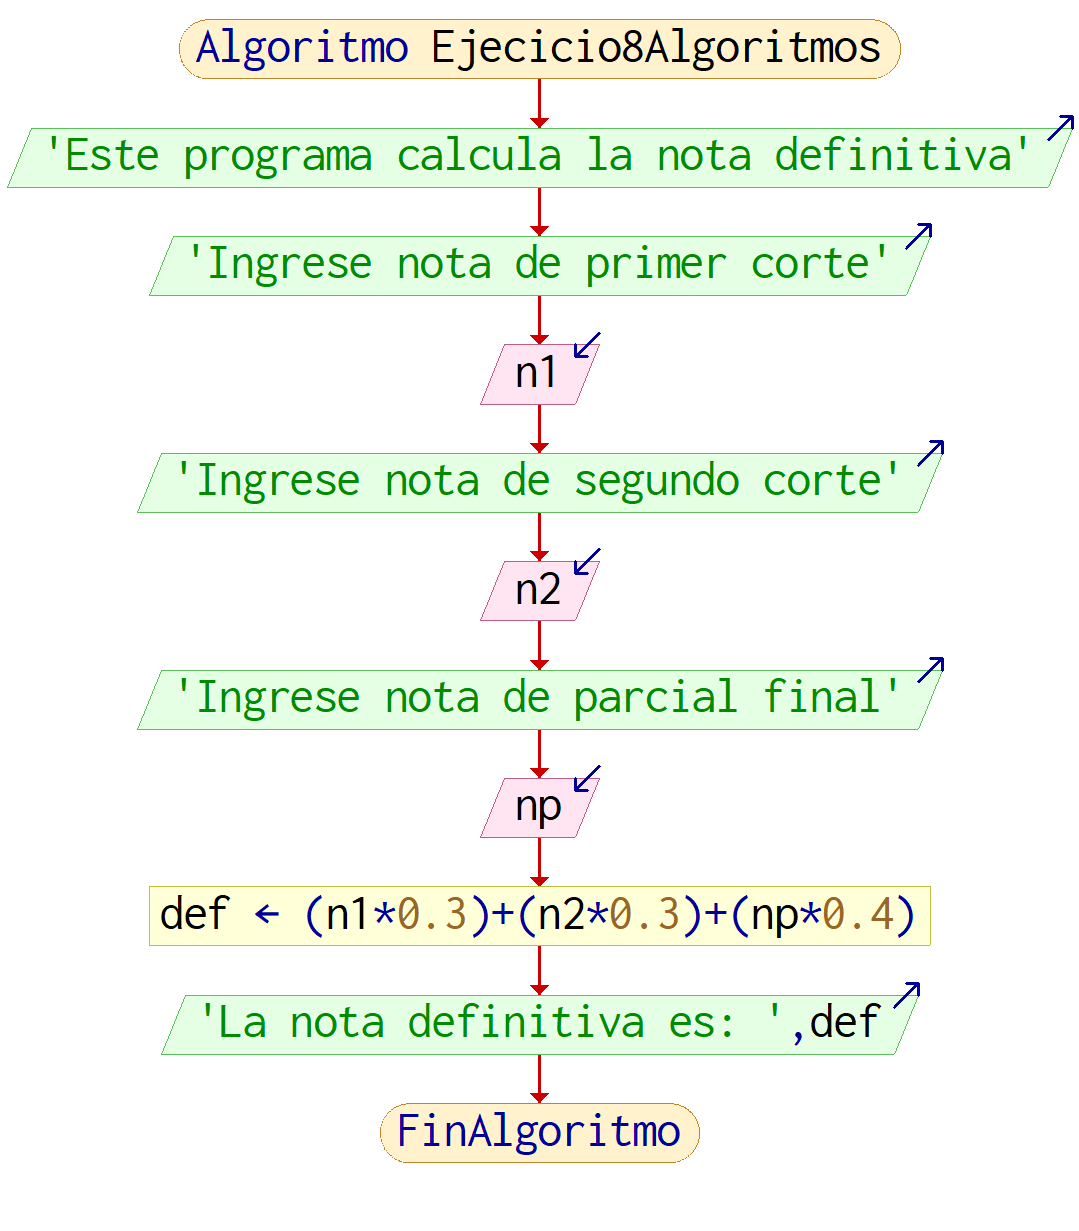 Algoritmo Ejecicio8Algoritmos
'Este programa calcula la nota definitiva'
'Ingrese nota de primer corte'
n1
'Ingrese nota de segundo corte'
n2
'Ingrese nota de parcial final'
np
def ← (n1*0.3)+(n2*0.3)+(np*0.4)
'La nota definitiva es: ',def
FinAlgoritmo